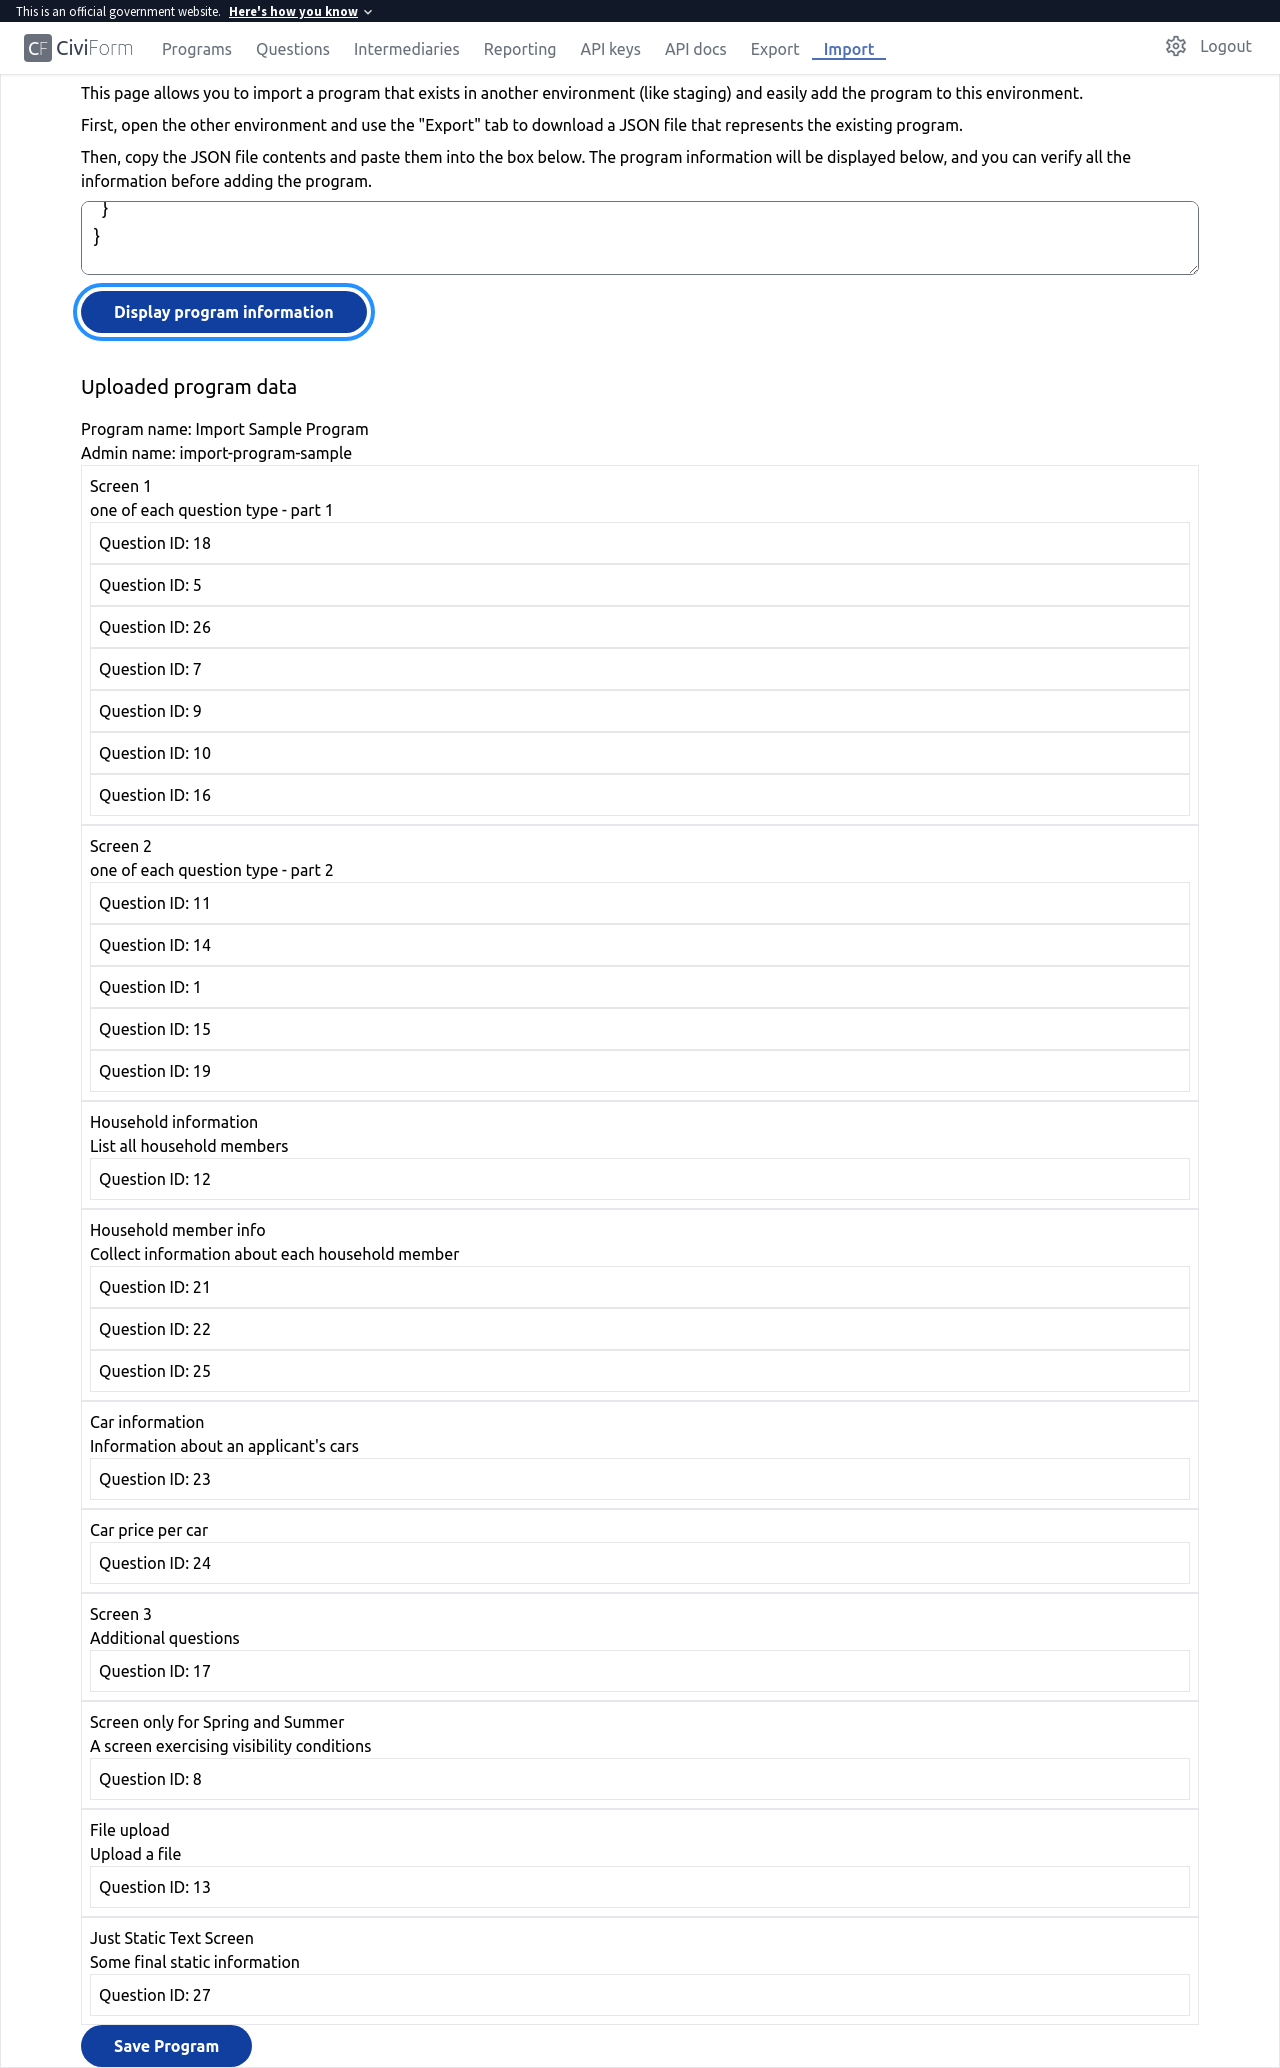 This is an official government website. Here's how you know
CF CiviForm Programs Questions Intermediaries Reporting API keys API docs Export Import Logout
This page allows you to import a program that exists in another environment (like staging) and easily add the program to this environment.
First, open the other environment and use the "Export" tab to download a JSON file that represents the existing program.
Then, copy the JSON file contents and paste them into the box below. The program information will be displayed below, and you can verify all the
information before adding the program.
}
}
Display program information
Uploaded program data
Program name: Import Sample Program
Admin name: import-program-sample
Screen 1
one of each question type - part 1
Question ID: 18
Question ID: 5
Question ID: 26
Question ID: 7
Question ID: 9
Question ID: 10
Question ID: 16
Screen 2
one of each question type - part 2
Question ID: 11
Question ID: 14
Question ID: 1
Question ID: 15
Question ID: 19
Household information
List all household members
Question ID: 12
Household member info
Collect information about each household member
Question ID: 21
Question ID: 22
Question ID: 25
Car information
Information about an applicant's cars
Question ID: 23
Car price per car
Question ID: 24
Screen 3
Additional questions
Question ID: 17
Screen only for Spring and Summer
A screen exercising visibility conditions
Question ID: 8
File upload
Upload a file
Question ID: 13
Just Static Text Screen
Some final static information
Question ID: 27
Save Program